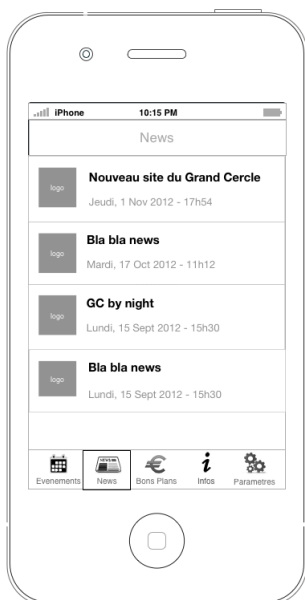 iPhone 10:15 PM
News
logo
Nouveau site du Grand Cercle
Jeudi, 1 Nov 2012 - 17h54
logo
Bla bla news
Mardi, 17 Oct 2012 - 11h12
logo
GC by night
Lundi, 15 Sept 2012 - 15h30
logo
Bla bla news
Lundi, 15 Sept 2012 - 15h30
Evenements News Bons Plans Infos Parametres